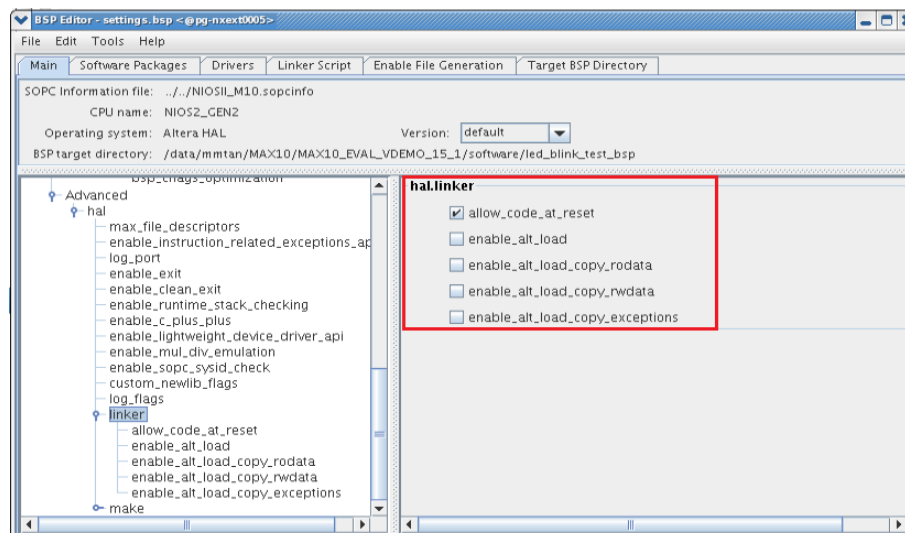 BSP Editor - settings.bsp <@pg-nxext0005>
File Edit Tools Help
Main Software Packages Drivers Linker Script Enable File Generation Target BSP Directory
SOPC Information file: ../../NIOSII_M10.sopcinfo
CPU name: NIOS2_GEN2
Operating system: Altera HAL Version: default
BSP target directory: /data/mmtan/MAX10/MAX10_EVAL_VDEMO_15_1/software/led_blink_test_bsp
Advanced
hal
max_file_descriptors
enable_instruction_related_exceptions_ap
log_port
enable_exit
enable_clean_exit
enable_runtime_stack_checking
enable_c_plus_plus
enable_lightweight_device_driver_api
enable_mul_div_emulation
enable_sopc_sysid_check
custom_newlib_flags
log_flags
linker
allow_code_at_reset
enable_alt_load
enable_alt_load_copy_rodata
enable_alt_load_copy_rwdata
enable_alt_load_copy_exceptions
make
hal.linker
allow_code_at_reset
enable_alt_load
enable_alt_load_copy_rodata
enable_alt_load_copy_rwdata
enable_alt_load_copy_exceptions